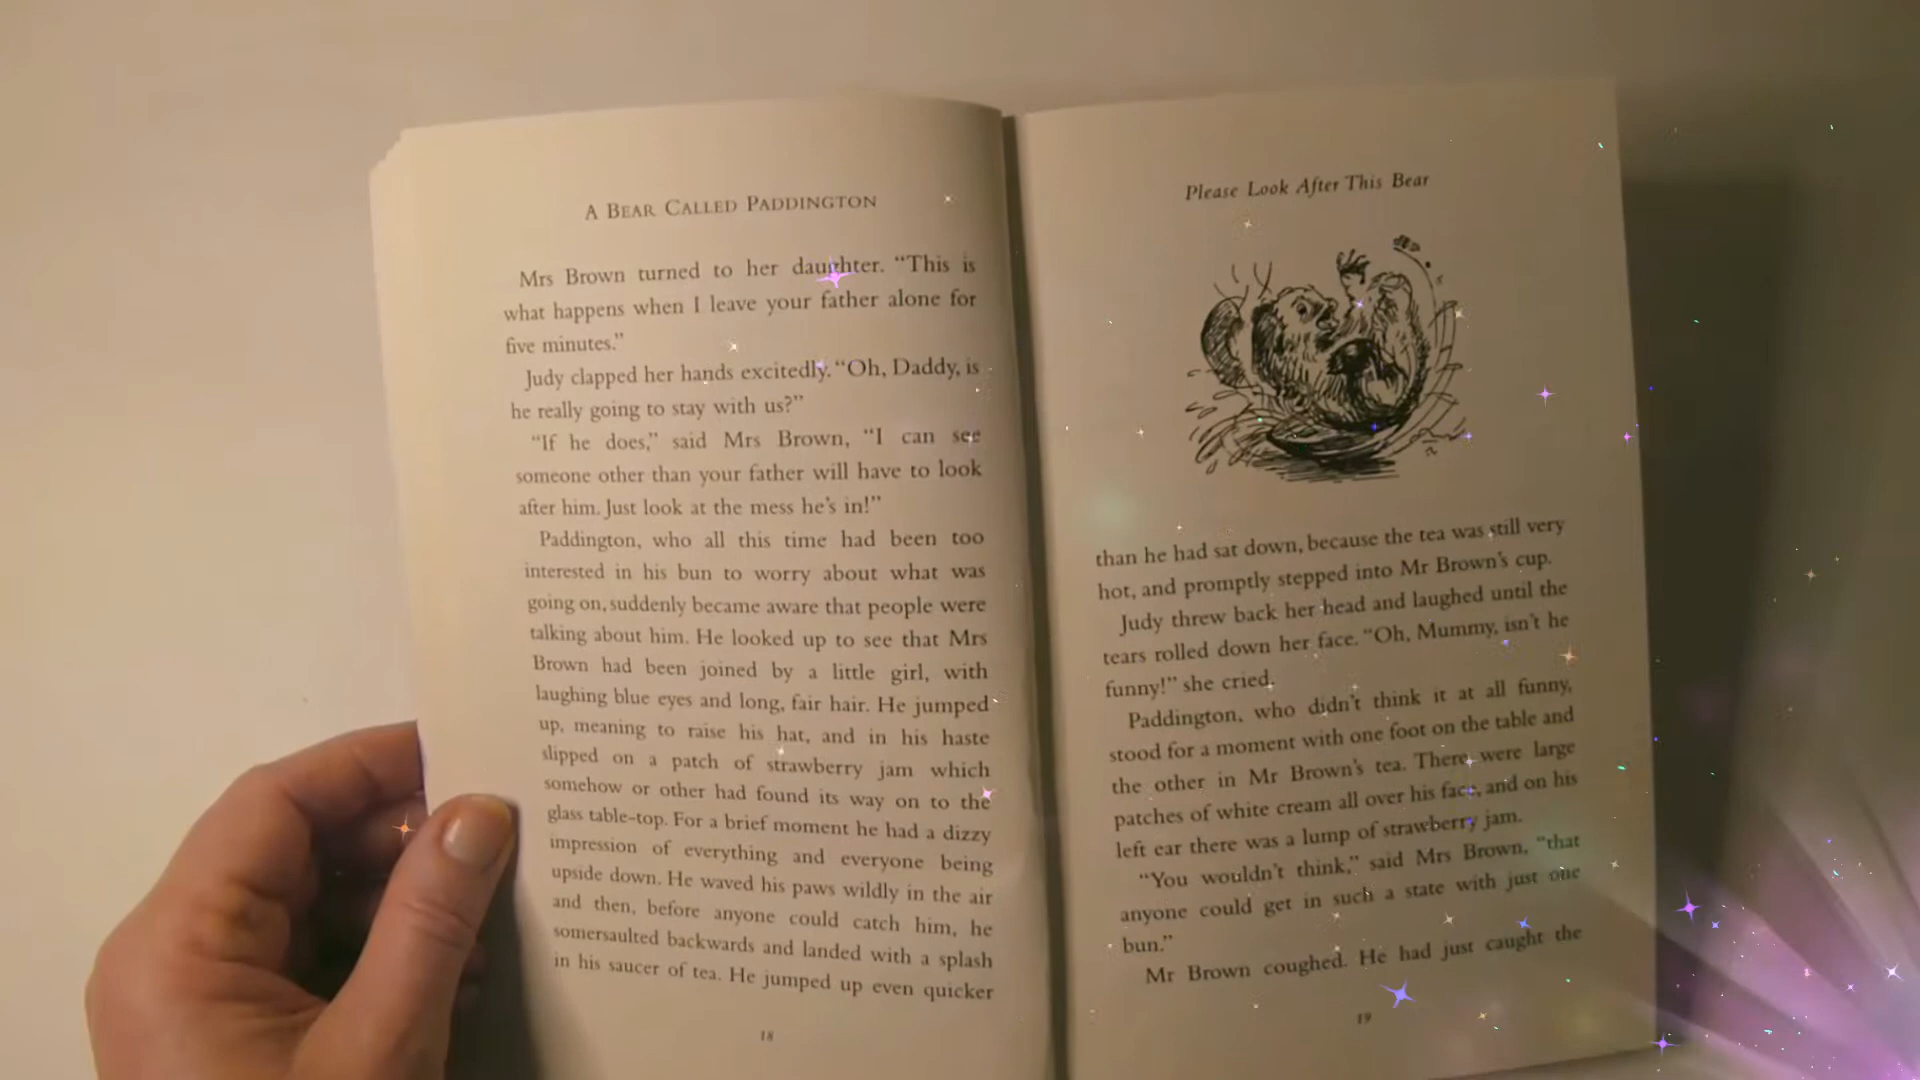 A BEAR CALLED PADDINGTON
Mrs Brown turned to her daughter. “This is
what happens when I leave your father alone for
five minutes.”
Judy clapped her hands excitedly. “Oh, Daddy, is
he really going to stay with us?”
“If he does,” said Mrs Brown, “I can see
someone other than your father will have to look
after him. Just look at the mess he’s in!”
Paddington, who all this time had been too
interested in his bun to worry about what was
going on, suddenly became aware that people were
talking about him. He looked up to see that Mrs
Brown had been joined by a little girl, with
laughing blue eyes and long, fair hair. He jumped
up, meaning to raise his hat, and in his haste
slipped on a patch of strawberry jam which
somehow or other had found its way on to the
glass table-top. For a brief moment he had a dizzy
impression of everything and everyone being
upside down. He waved his paws wildly in the air
and then, before anyone could catch him, he
somersaulted backwards and landed with a splash
in his saucer of tea. He jumped up even quicker
18
Please Look After This Bear
than he had sat down, because the tea was still very
hot, and promptly stepped into Mr Brown’s cup.
Judy threw back her head and laughed until the
tears rolled down her face. “Oh, Mummy, isn’t he
funny!” she cried.
Paddington, who didn’t think it at all funny,
stood for a moment with one foot on the table and
the other in Mr Brown’s tea. There were large
patches of white cream all over his face, and on his
left ear there was a lump of strawberry jam.
“You wouldn’t think,” said Mrs Brown, “that
anyone could get in such a state with just one
bun.”
Mr Brown coughed. He had just caught the
19